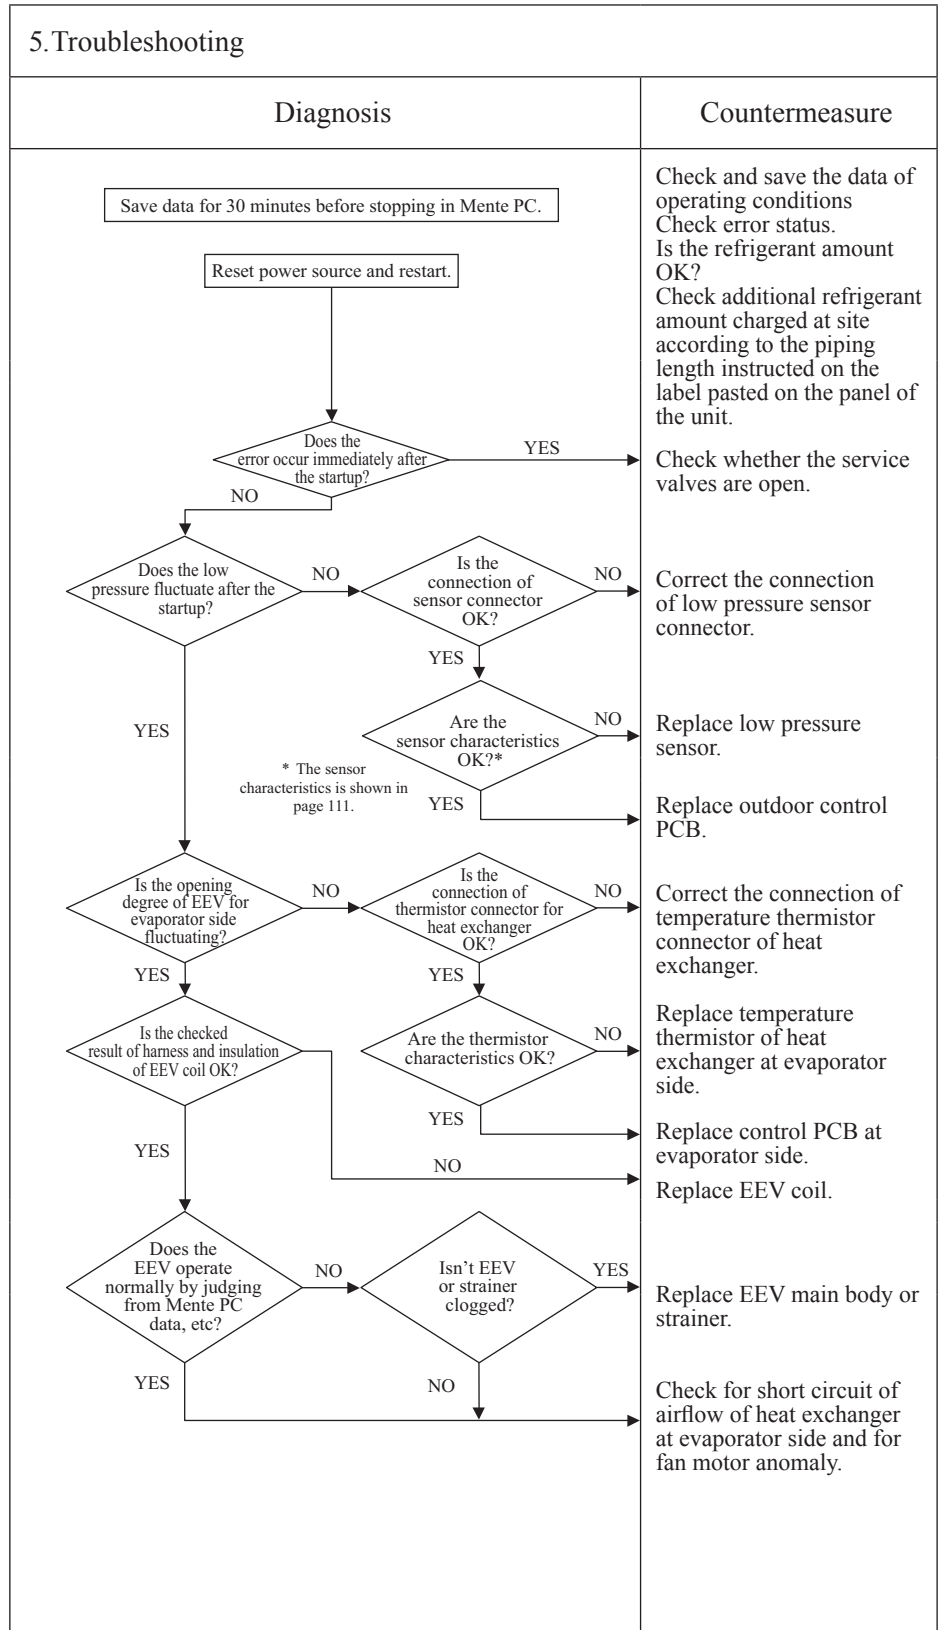 5.Troubleshooting
Diagnosis
Countermeasure
Save data for 30 minutes before stopping in Mente PC.
Reset power source and restart.
Check and save the data of
operating conditions
Check error status.
Is the refrigerant amount
OK?
Check additional refrigerant
amount charged at site
according to the piping
length instructed on the
label pasted on the panel of
the unit.
Does the
error occur immediately after
the startup?
YES
Check whether the service
valves are open.
NO
Does the low
pressure fluctuate after the
startup?
NO
Is the
connection of
sensor connector
OK?
NO
Correct the connection
of low pressure sensor
connector.
YES
YES
Are the
sensor characteristics
OK?*
NO
Replace low pressure
sensor.
* The sensor
characteristics is shown in
page 111.
YES
Replace outdoor control
PCB.
Is the opening
degree of EEV for
evaporator side
fluctuating?
NO
Is the
connection of
thermistor connector for
heat exchanger
OK?
NO
Correct the connection of
temperature thermistor
connector of heat
exchanger.
YES
YES
Is the checked
result of harness and insulation
of EEV coil OK?
Are the thermistor
characteristics OK?
NO
Replace temperature
thermistor of heat
exchanger at evaporator
side.
YES
Replace control PCB at
evaporator side.
YES
NO
Replace EEV coil.
Does the
EEV operate
normally by judging
from Mente PC
data, etc?
NO
Isn't EEV
or strainer
clogged?
YES
Replace EEV main body or
strainer.
YES
NO
Check for short circuit of
airflow of heat exchanger
at evaporator side and for
fan motor anomaly.